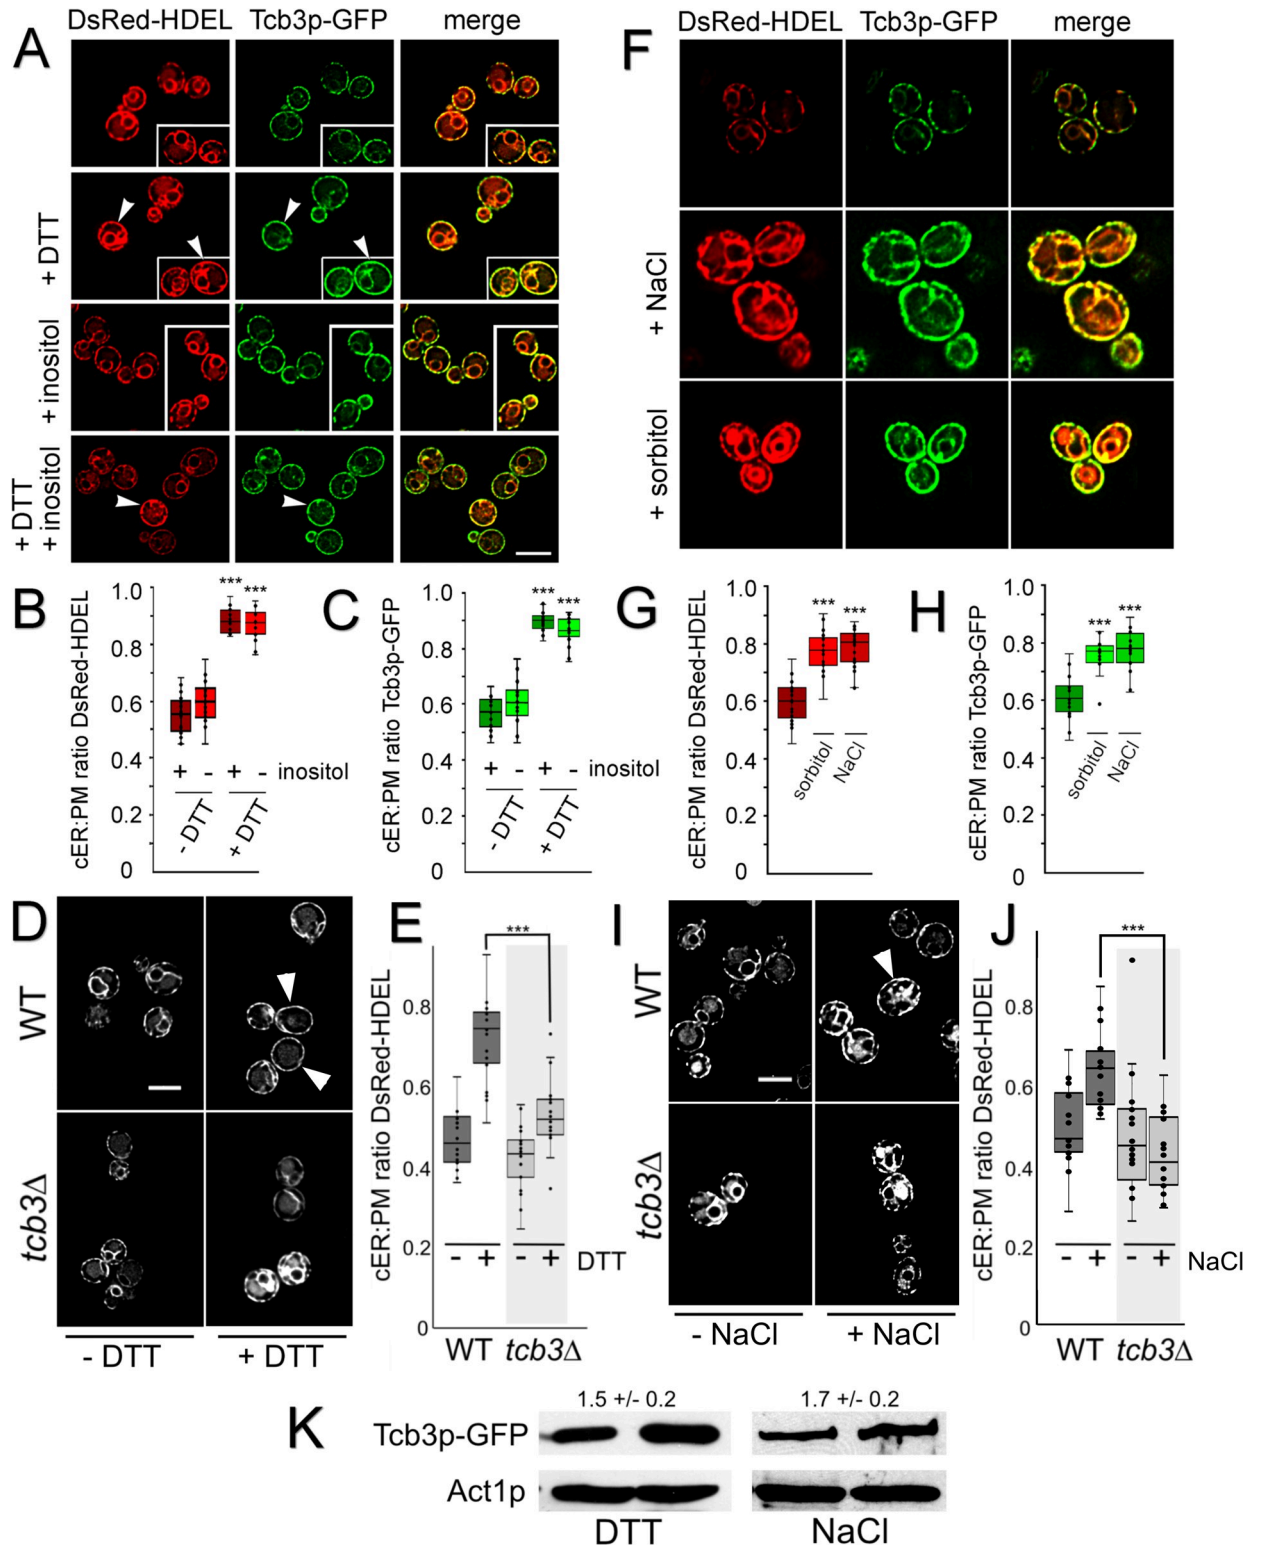 A
DsRed-HDEL Tcb3p-GFP merge
+ DTT
+ inositol
+ DTT
+ inositol
F
DsRed-HDEL Tcb3p-GFP merge
+ NaCl
+ sorbitol
B
cER:PM ratio DsRed-HDEL
1.0
0.8
0.6
0.4
0.2
0
*** ***
+ - + - inositol
- DTT + DTT
C
cER:PM ratio Tcb3p-GFP
1.0
0.8
0.6
0.4
0.2
0
*** ***
+ - + - inositol
- DTT + DTT
G
cER:PM ratio DsRed-HDEL
1.0
0.8
0.6
0.4
0.2
0
*** ***
sorbitol NaCl
H
cER:PM ratio Tcb3p-GFP
1.0
0.8
0.6
0.4
0.2
0
*** ***
sorbitol NaCl
D
WT
tcb3Δ
- DTT + DTT
E
cER:PM ratio DsRed-HDEL
0.8
0.6
0.4
0.2
0
***
- + - + DTT
WT tcb3Δ
I
WT
tcb3Δ
- NaCl + NaCl
J
cER:PM ratio DsRed-HDEL
0.8
0.6
0.4
0.2
0
***
- + - + NaCl
WT tcb3Δ
K
1.5 +/- 0.2 1.7 +/- 0.2
Tcb3p-GFP
Act1p
DTT NaCl